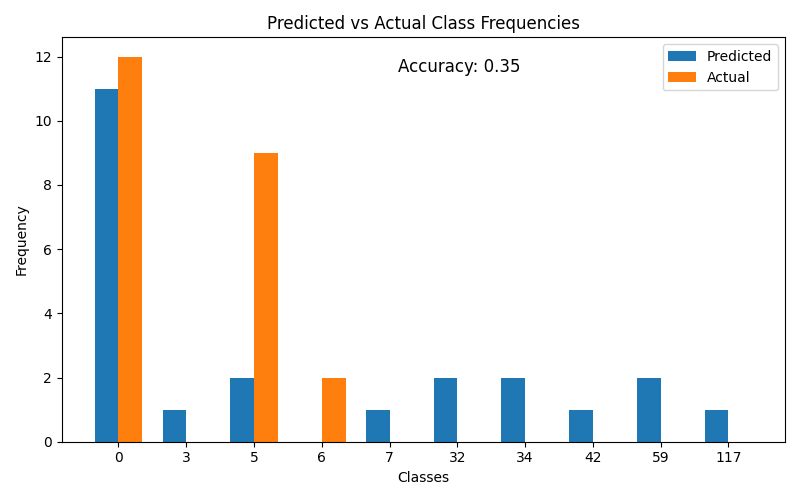 Predicted vs Actual Class Frequencies
Accuracy: 0.35
Predicted
Actual
Frequency
12
10
8
6
4
2
0
0 3 5 6 7 32 34 42 59 117
Classes